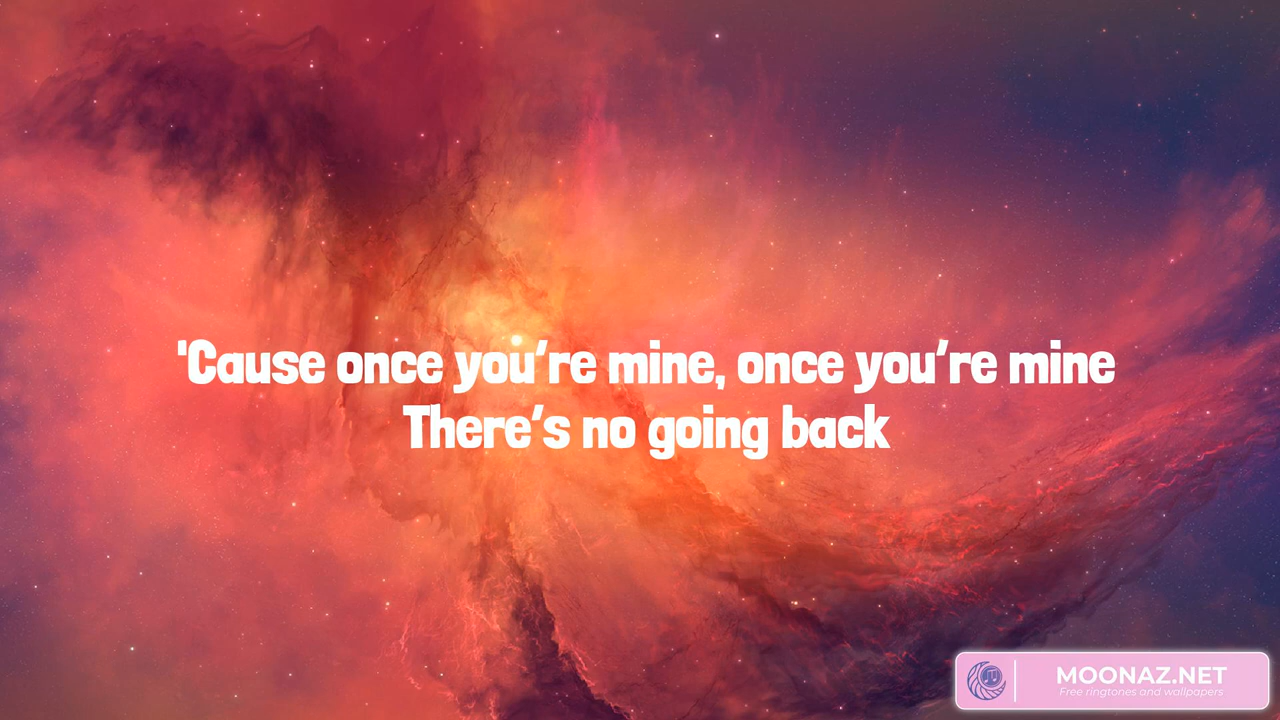 'Cause once you're mine, once you're mine
There's no going back
MOONAZ.NET
Free ringtones and wallpapers